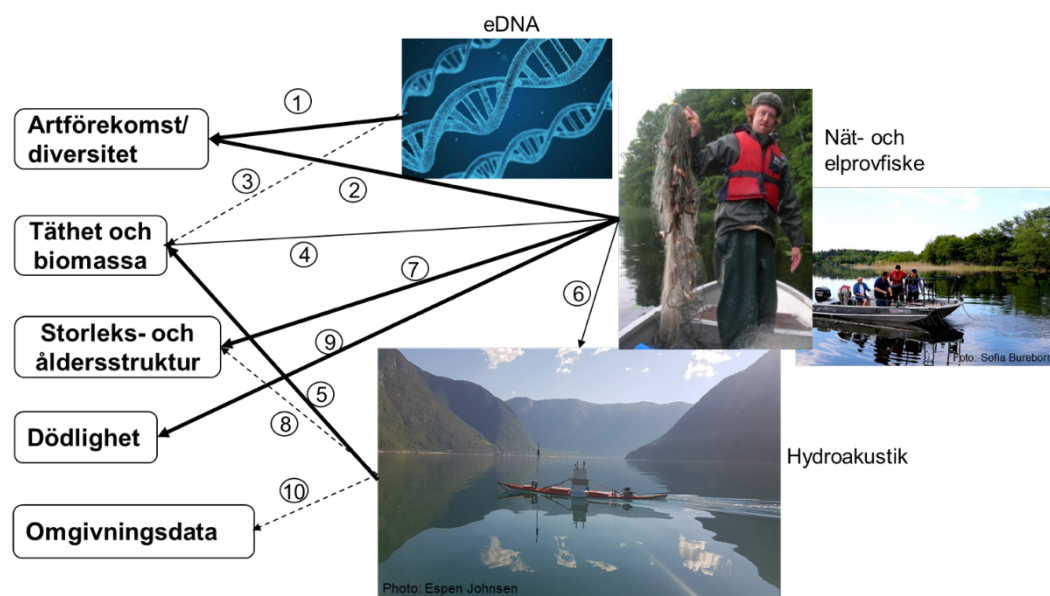 eDNA
①
Artförekomst/
diversitet
Nät- och
elprovfiske
③
②
Täthet och
biomassa
④
⑦
⑥
Storleks- och
åldersstruktur
⑨
Foto: Sofia Bureborn
⑤
⑧
Dödlighet
Hydroakustik
⑩
Omgivningsdata
Photo: Espen Johnsen